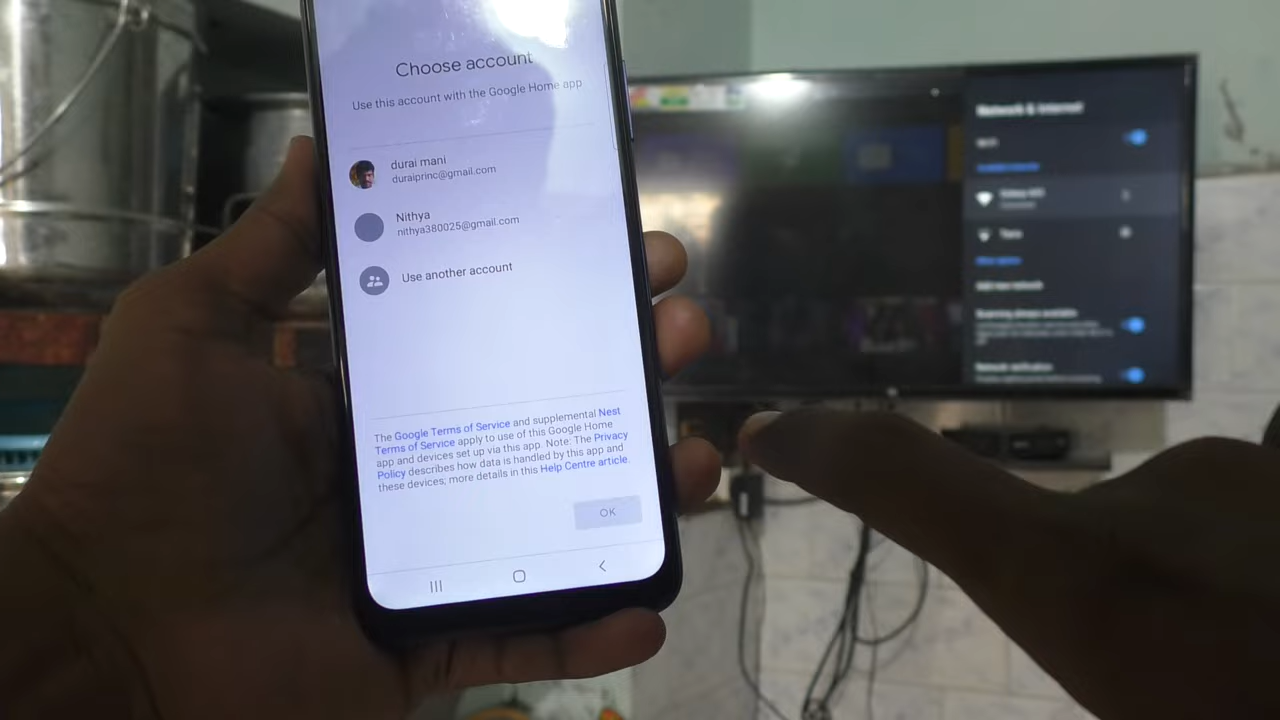 Choose account
Use this account with the Google Home app
durai mani
duraiprinc@gmail.com
Nithya
nithya380025@gmail.com
Use another account
The Google Terms of Service and supplemental Nest
Terms of Service apply to use of this Google Home
app and devices set up via this app. Note: The Privacy
Policy describes how data is handled by this app and
these devices; more details in this Help Centre article.
OK
Network & Internet
Add new network